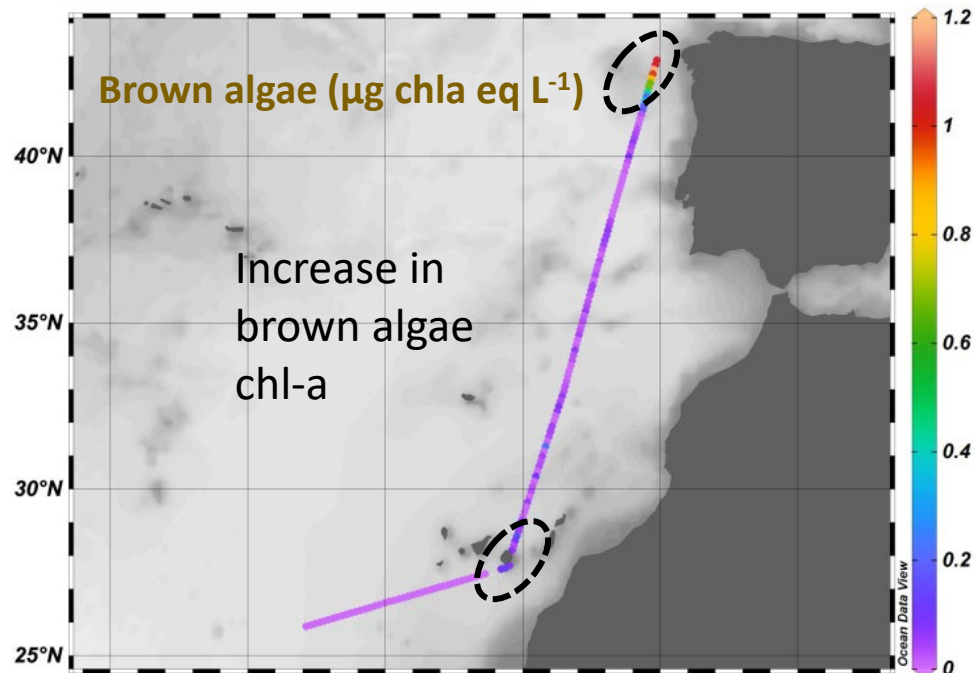 Brown algae (µg chla eq L-1)
Increase in
brown algae
chl-a
40°N
35°N
30°N
25°N
1.2
1
0.8
0.6
0.4
0.2
0
Ocean Data View